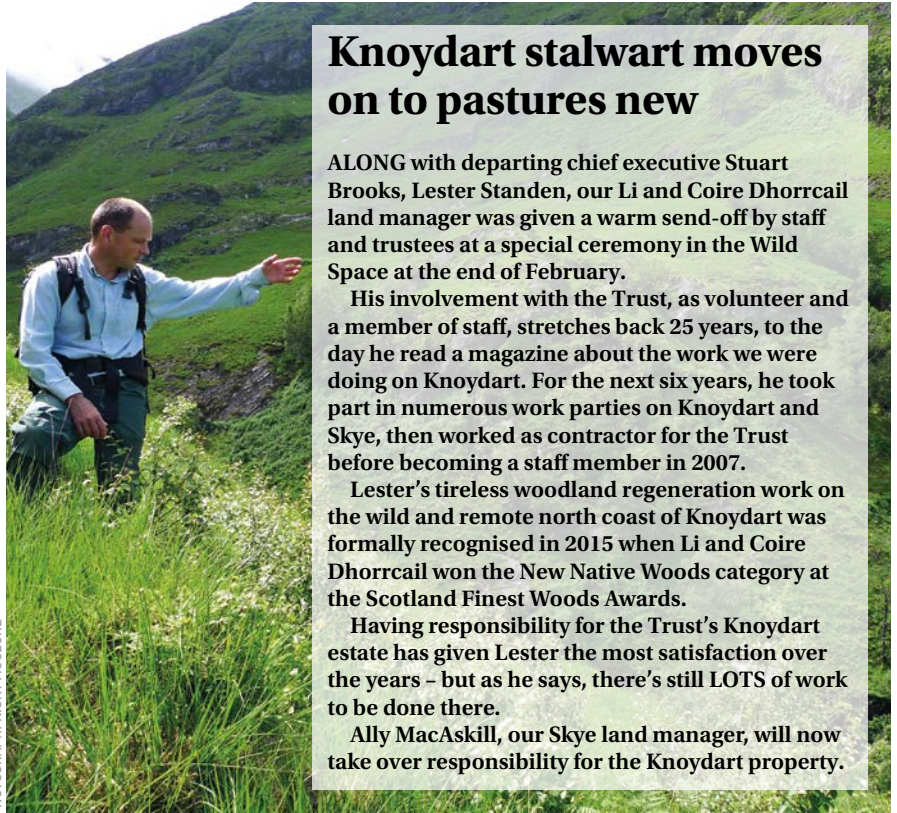 Knoydart stalwart moves
on to pastures new
ALONG with departing chief executive Stuart
Brooks, Lester Standen, our Li and Coire Dhorrcail
land manager was given a warm send-off by staff
and trustees at a special ceremony in the Wild
Space at the end of February.
His involvement with the Trust, as volunteer and
a member of staff, stretches back 25 years, to the
day he read a magazine about the work we were
doing on Knoydart. For the next six years, he took
part in numerous work parties on Knoydart and
Skye, then worked as contractor for the Trust
before becoming a staff member in 2007.
Lester’s tireless woodland regeneration work on
the wild and remote north coast of Knoydart was
formally recognised in 2015 when Li and Coire
Dhorrcail won the New Native Woods category at
the Scotland Finest Woods Awards.
Having responsibility for the Trust’s Knoydart
estate has given Lester the most satisfaction over
the years – but as he says, there’s still LOTS of work
to be done there.
Ally MacAskill, our Skye land manager, will now
take over responsibility for the Knoydart property.